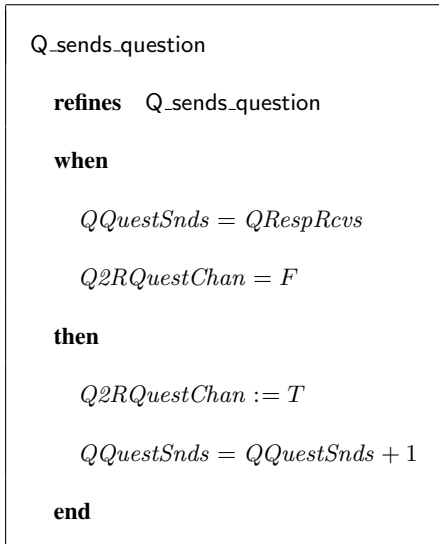 Q_sends_question
refines Q_sends_question
when
QQuestSnds = QRespRcvs
Q2RQuestChan = F
then
Q2RQuestChan := T
QQuestSnds = QQuestSnds + 1
end